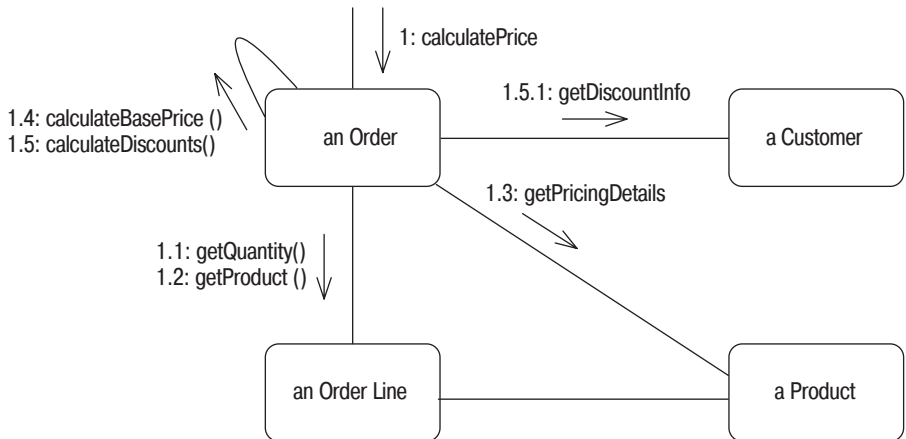 1: calculatePrice
1.4: calculateBasePrice ()
1.5: calculateDiscounts()
an Order
1.5.1: getDiscountInfo
a Customer
1.3: getPricingDetails
1.1: getQuantity()
1.2: getProduct ()
an Order Line
a Product